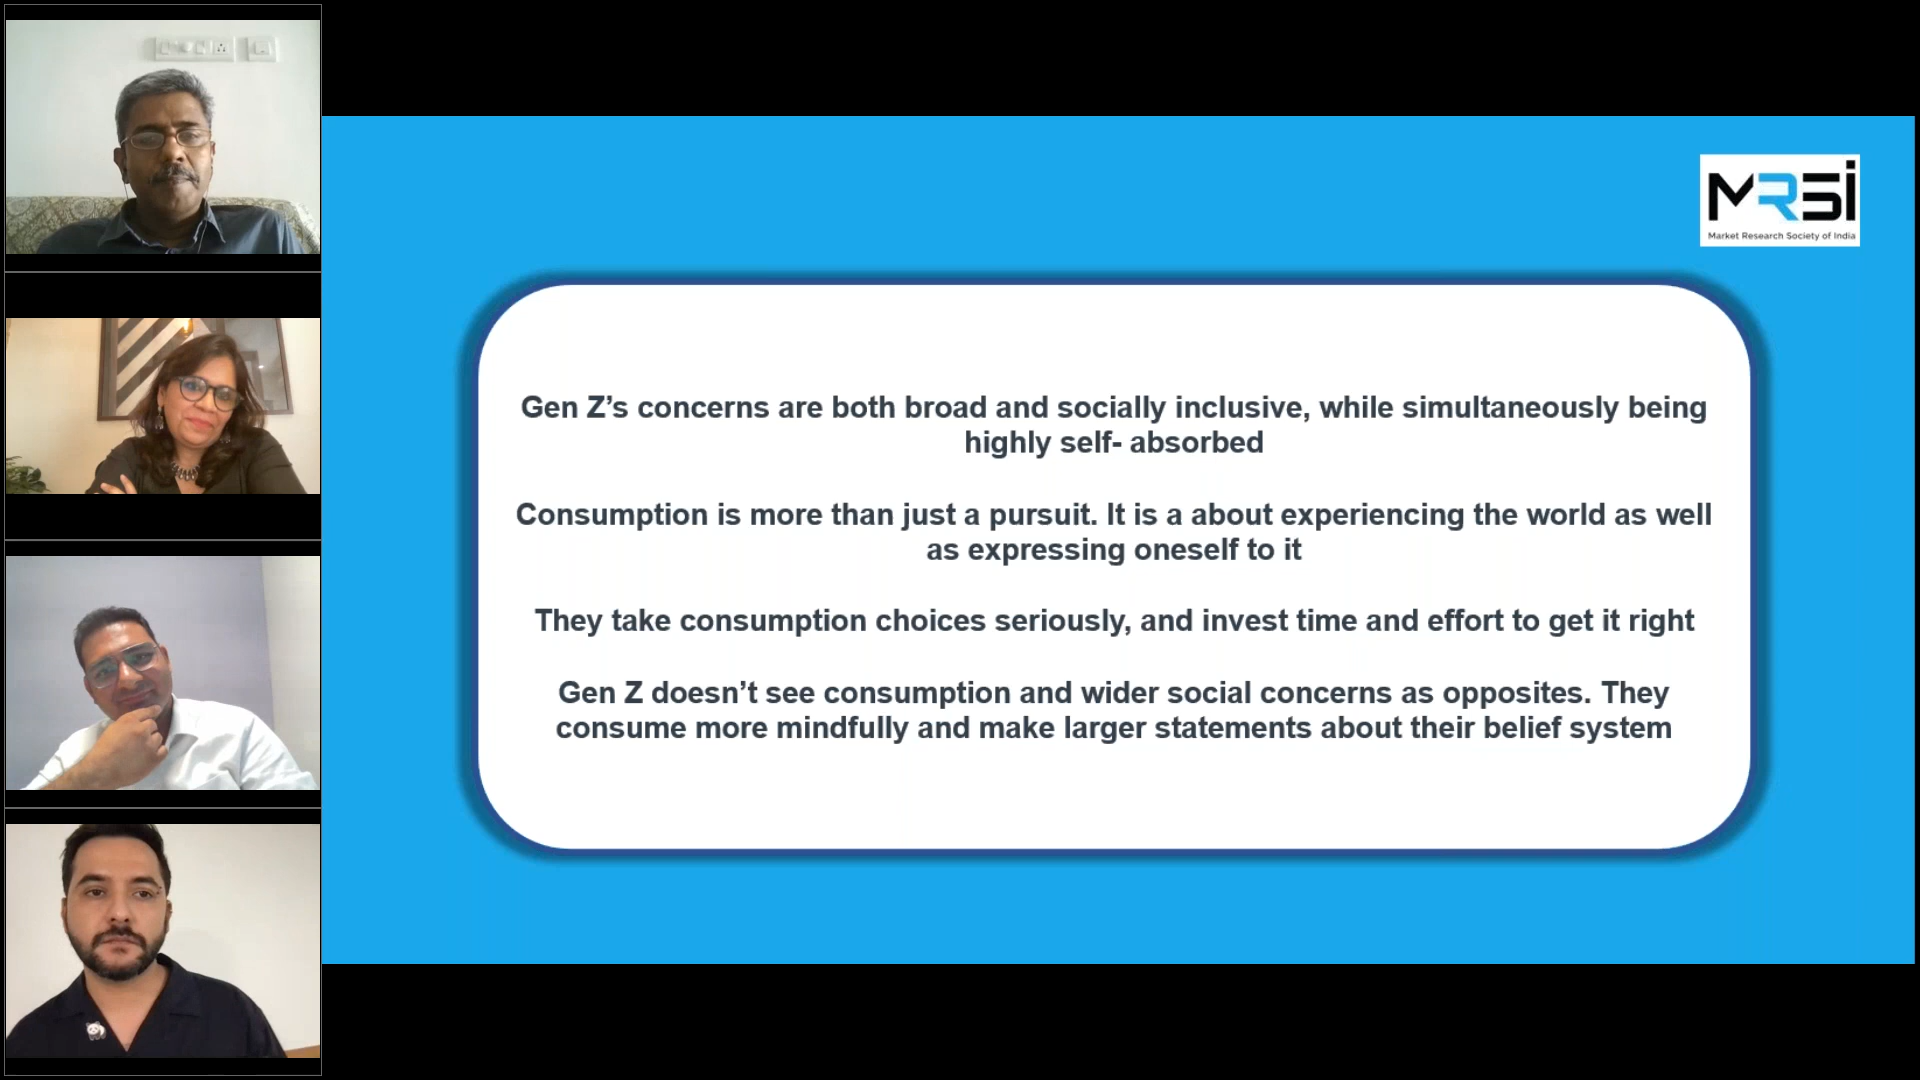 MRSI
Market Research Society of India
Gen Z’s concerns are both broad and socially inclusive, while simultaneously being
highly self- absorbed
Consumption is more than just a pursuit. It is a about experiencing the world as well
as expressing oneself to it
They take consumption choices seriously, and invest time and effort to get it right
Gen Z doesn’t see consumption and wider social concerns as opposites. They
consume more mindfully and make larger statements about their belief system